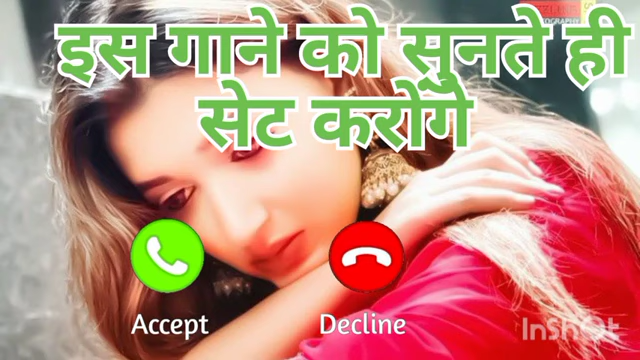 इस गाने को सुनते ही
सेट करोगे
Accept
Decline
InShOt